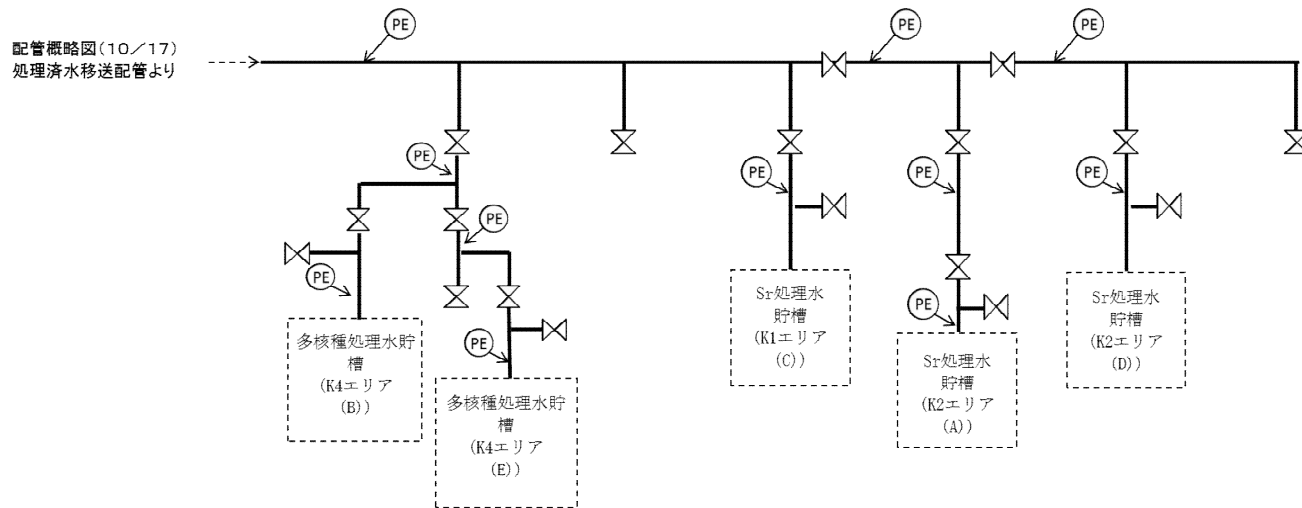 配管概略図(10/17)
処理済水移送配管より
PE
PE
PE
PE
PE
PE
PE
PE
PE
PE
PE
多核種処理水貯
槽
(K4エリア
(B))
多核種処理水貯
槽
(K4エリア
(E))
Sr処理水
貯槽
(K1エリア
(C))
Sr処理水
貯槽
(K2エリア
(A))
Sr処理水
貯槽
(K2エリア
(D))